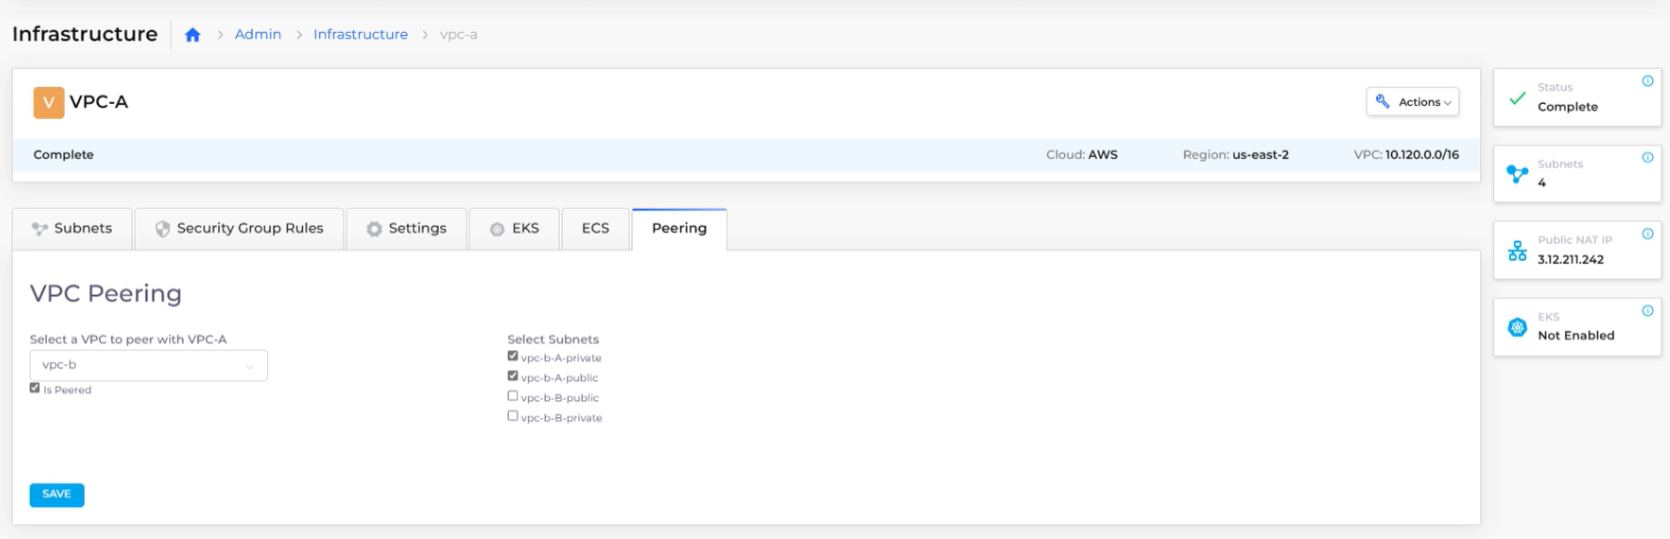 Infrastructure > Admin > Infrastructure > vpc-a
V VPC-A
Actions
Complete Cloud: AWS Region: us-east-2 VPC: 10.120.0.0/16
Subnets Security Group Rules Settings EKS ECS Peering
VPC Peering
Select a VPC to peer with VPC-A
vpc-b
Is Peered
Select Subnets
vpc-b-A-private
vpc-b-A-public
vpc-b-B-public
vpc-b-B-private
SAVE
Status
Complete
Subnets
4
Public NAT IP
3.12.211.242
EKS
Not Enabled